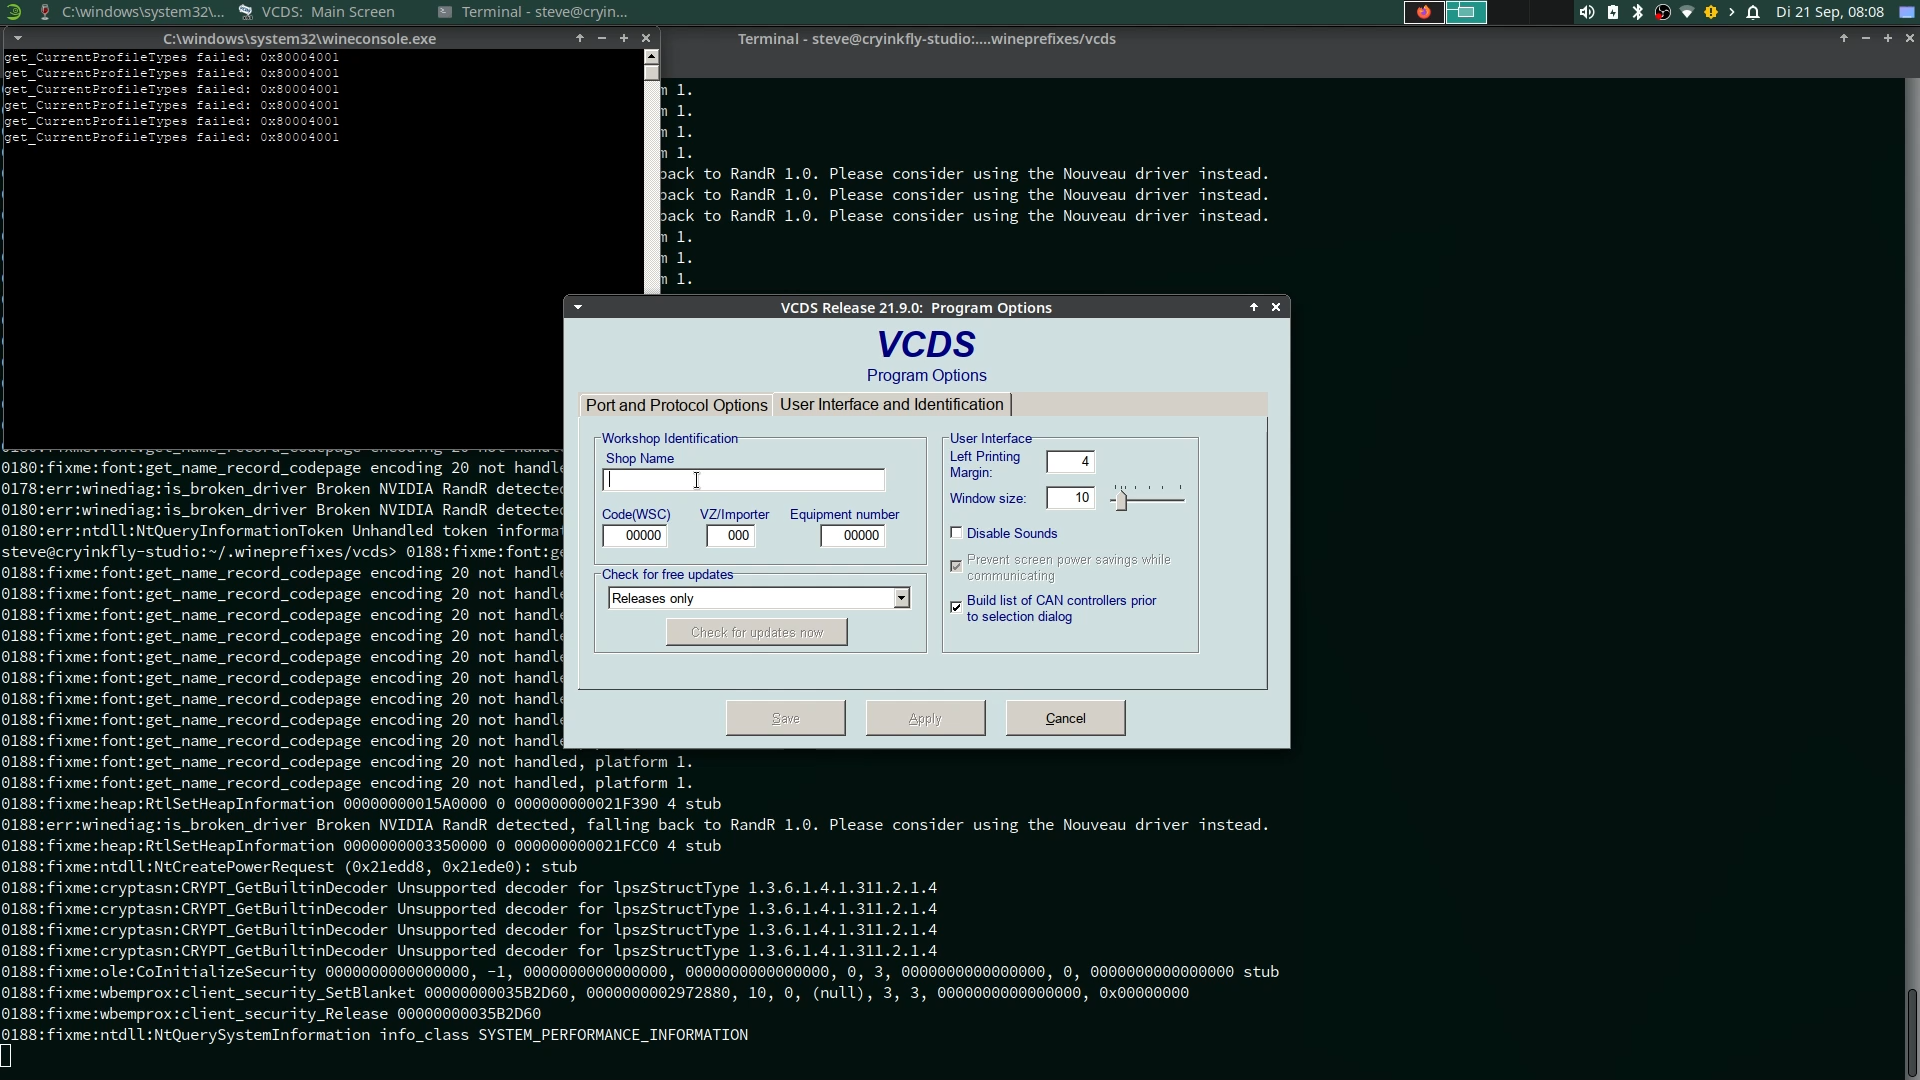 C:\windows\system32\...
VCDS: Main Screen
Terminal - steve@cryin...
Di 21 Sep, 08:08
C:\windows\system32\wineconsole.exe
Terminal - steve@cryinkfly-studio:....wineprefixes/vcds
get_CurrentProfileTypes failed: 0x80004001
get_CurrentProfileTypes failed: 0x80004001
get_CurrentProfileTypes failed: 0x80004001
get_CurrentProfileTypes failed: 0x80004001
get_CurrentProfileTypes failed: 0x80004001
get_CurrentProfileTypes failed: 0x80004001
m 1.
m 1.
m 1.
m 1.
back to RandR 1.0. Please consider using the Nouveau driver instead.
back to RandR 1.0. Please consider using the Nouveau driver instead.
back to RandR 1.0. Please consider using the Nouveau driver instead.
m 1.
m 1.
m 1.
VCDS Release 21.9.0: Program Options
VCDS
Program Options
Port and Protocol Options
User Interface and Identification
Workshop Identification
Shop Name
Code(WSC)
VZ/Importer
Equipment number
00000
000
00000
Check for free updates
Releases only
Check for updates now
User Interface
Left Printing
Margin:
4
Window size:
10
Disable Sounds
Prevent screen power savings while
communicating
Build list of CAN controllers prior
to selection dialog
Save
Apply
Cancel
0180:fixme:font:get_name_record_codepage encoding 20 not handle
0178:err:winediag:is_broken_driver Broken NVIDIA RandR detected
0180:err:winediag:is_broken_driver Broken NVIDIA RandR detected
0180:err:ntdll:NtQueryInformationToken Unhandled token informa
steve@cryinkfly-studio:~/.wineprefixes/vcds> 0188:fixme:font:ge
0188:fixme:font:get_name_record_codepage encoding 20 not handle
0188:fixme:font:get_name_record_codepage encoding 20 not handle
0188:fixme:font:get_name_record_codepage encoding 20 not handle
0188:fixme:font:get_name_record_codepage encoding 20 not handle
0188:fixme:font:get_name_record_codepage encoding 20 not handle
0188:fixme:font:get_name_record_codepage encoding 20 not handle
0188:fixme:font:get_name_record_codepage encoding 20 not handle
0188:fixme:font:get_name_record_codepage encoding 20 not handle
0188:fixme:font:get_name_record_codepage encoding 20 not handle
0188:fixme:font:get_name_record_codepage encoding 20 not handled, platform 1.
0188:fixme:font:get_name_record_codepage encoding 20 not handled, platform 1.
0188:fixme:heap:RtlSetHeapInformation 00000000015A0000 0 000000000021F390 4 stub
0188:err:winediag:is_broken_driver Broken NVIDIA RandR detected, falling back to RandR 1.0. Please consider using the Nouveau driver instead.
0188:fixme:heap:RtlSetHeapInformation 0000000003350000 0 000000000021FCC0 4 stub
0188:fixme:ntdll:NtCreatePowerRequest (0x21edd8, 0x21ede0): stub
0188:fixme:cryptasn:CRYPT_GetBuiltinDecoder Unsupported decoder for lpszStructType 1.3.6.1.4.1.311.2.1.4
0188:fixme:cryptasn:CRYPT_GetBuiltinDecoder Unsupported decoder for lpszStructType 1.3.6.1.4.1.311.2.1.4
0188:fixme:cryptasn:CRYPT_GetBuiltinDecoder Unsupported decoder for lpszStructType 1.3.6.1.4.1.311.2.1.4
0188:fixme:cryptasn:CRYPT_GetBuiltinDecoder Unsupported decoder for lpszStructType 1.3.6.1.4.1.311.2.1.4
0188:fixme:ole:CoInitializeSecurity 0000000000000000, -1, 0000000000000000, 0000000000000000, 0, 3, 0000000000000000, 0, 0000000000000000 stub
0188:fixme:wbemprox:client_security_SetBlanket 00000000035B2D60, 0000000002972880, 10, 0, (null), 3, 3, 0000000000000000, 0x00000000
0188:fixme:wbemprox:client_security_Release 00000000035B2D60
0188:fixme:ntdll:NtQuerySystemInformation info_class SYSTEM_PERFORMANCE_INFORMATION